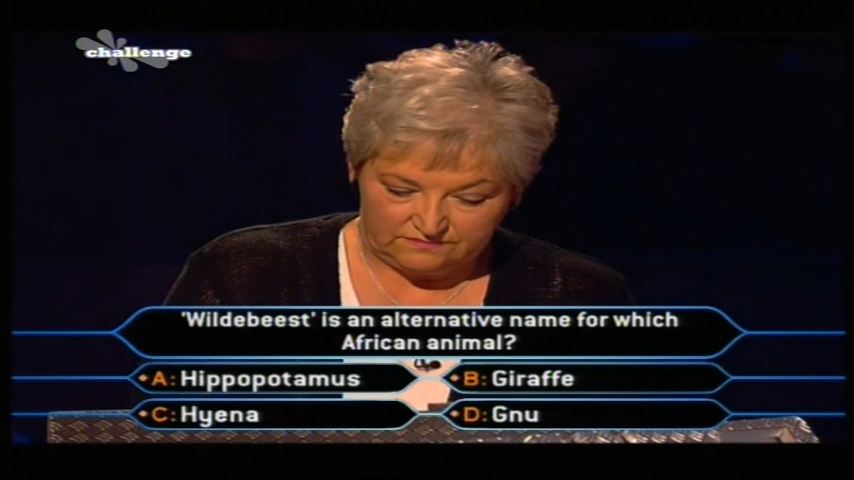 challenge
'Wildebeest' is an alternative name for which
African animal?
A: Hippopotamus
B: Giraffe
C: Hyena
D: Gnu